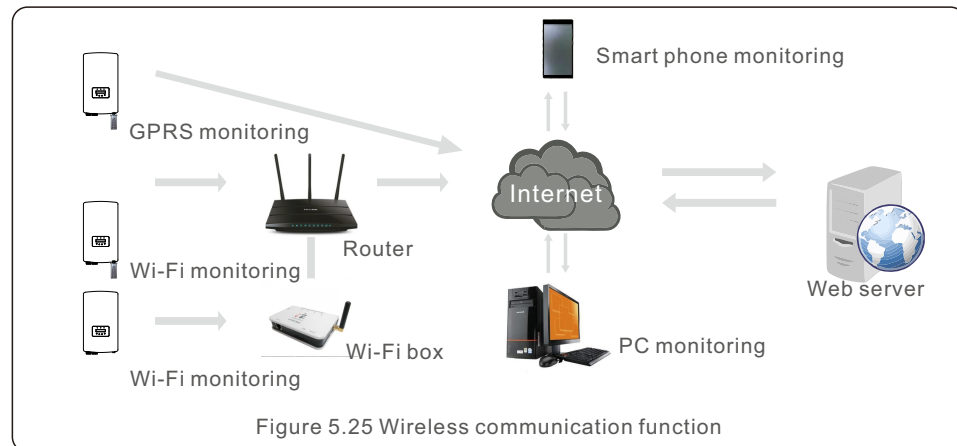 Smart phone monitoring
GPRS monitoring
Internet
Router
Wi-Fi monitoring
Web server
Wi-Fi box
PC monitoring
Wi-Fi monitoring
Figure 5.25 Wireless communication function